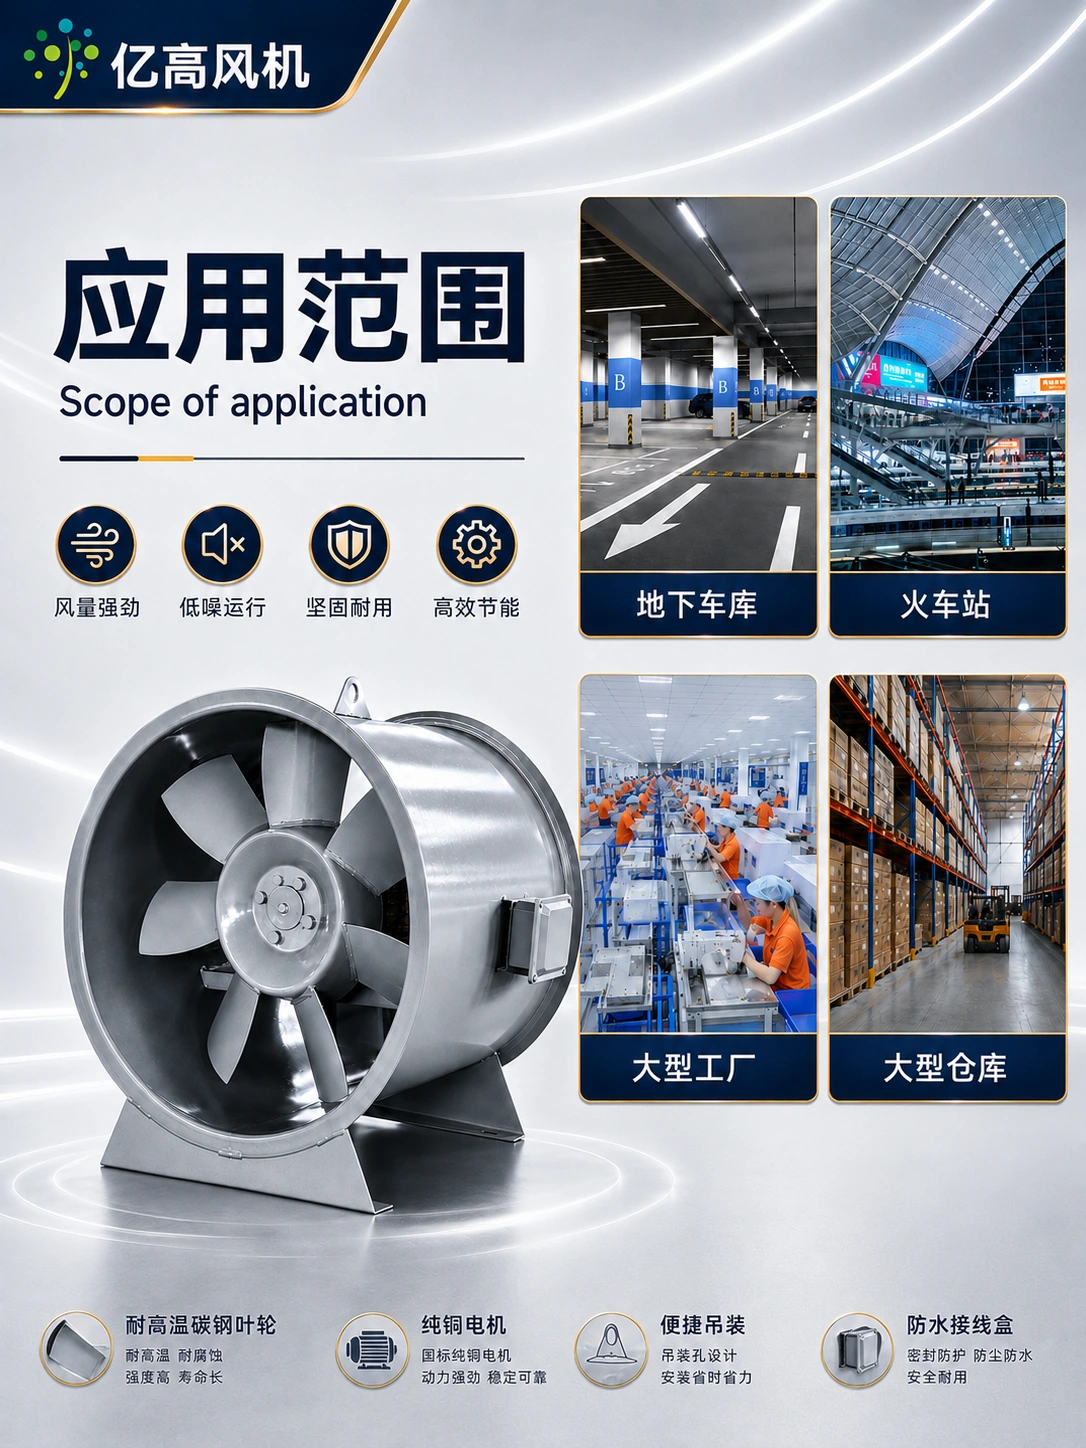 亿高风机
应用范围
Scope of application
风量强劲
低噪运行
坚固耐用
高效节能
B
B
B
地下车库
火车站
大型工厂
大型仓库
耐高温碳钢叶轮
耐高温 耐腐蚀
强度高 寿命长
纯铜电机
国标纯铜电机
动力强劲 稳定可靠
便捷吊装
吊装孔设计
安装省时省力
防水接线盒
密封防护 防尘防水
安全耐用